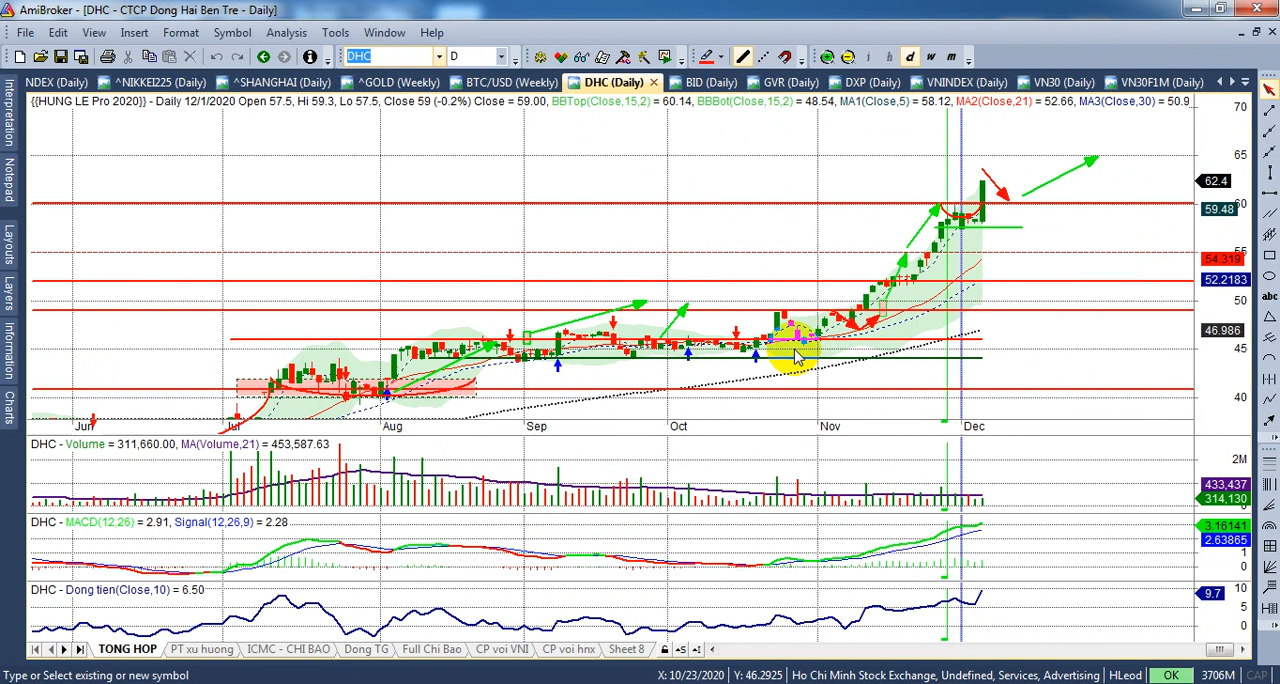 AmiBroker - [DHC - CTCP Dong Hai Ben Tre - Daily]
File Edit View Insert Format Symbol Analysis Tools Window Help
DHC D i h d w m
NDEX (Daily) ^NIKKEI225 (Daily) ^SHANGHAI (Daily) ^GOLD (Weekly) BTC/USD (Weekly) DHC (Daily) BID (Daily) GVR (Daily) DXP (Daily) VNINDEX (Daily) VN30 (Daily) VN30F1M (Daily)
{{HUNG LE Pro 2020}} - Daily 12/1/2020 Open 57.5, Hi 59.3, Lo 57.5, Close 59 (-0.2%) Close = 59.00, BBTop(Close,15,2) = 60.14, BBBot(Close,15,2) = 48.54, MA1(Close,5) = 58.12, MA2(Close,21) = 52.66, MA3(Close,30) = 50.9
Interpretation
Notepad
Layouts
Layers
Information
Charts
abc
70
65
62.4
60
59.48
55
54.319
52.2183
50
46.986
45
40
Jun Jul Aug Sep Oct Nov Dec
DHC - Volume = 311,660.00, MA(Volume,21) = 453,587.63
2M
433,437
314,130
0
DHC - MACD(12,26) = 2.91, Signal(12,26,9) = 2.28
3.16141
2.63865
1
0
DHC - Dong tien(Close,10) = 6.50
10
9.7
5
0
TONG HOP PT xu huong ICMC - CHI BAO Dong TG Full Chi Bao CP voi VNI CP voi hnx Sheet 8
Type or Select existing or new symbol X: 10/23/2020 Y: 46.2925 Ho Chi Minh Stock Exchange, Undefined, Services, Advertising HLeod OK 3706M CAP